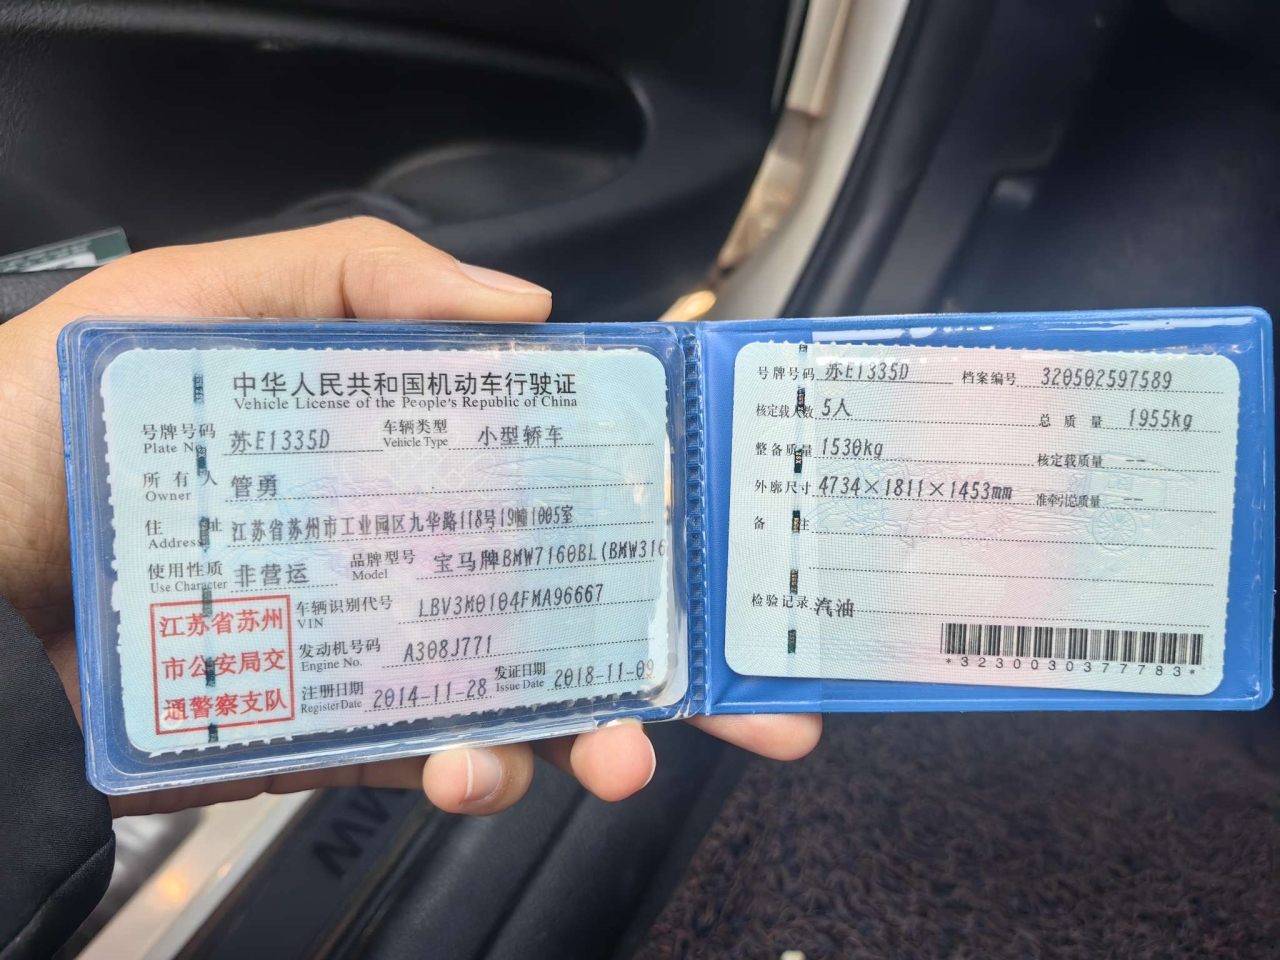 中华人民共和国机动车行驶证
Vehicle License of the People's Republic of China
号牌号码 苏E1335D 车辆类型 小型轿车
Plate No. Vehicle Type
所有人 管勇
Owner
住址 江苏省苏州市工业园区九华路118号19幢1005室
Address
使用性质 非营运 品牌型号 宝马牌BMW7160BL(BMW316
Use Character Model
江苏省苏州
市公安局交
通警察支队
车辆识别代号 LBV3M0104FMA96667
VIN
发动机号码 A308J771
Engine No.
注册日期 2014-11-28 发证日期 2018-11-09
Register Date Issue Date
号牌号码 苏E1335D 档案编号 320502597589
核定载人数 5人 总质量 1955kg
整备质量 1530kg 核定载质量 --
外廓尺寸 4734×1811×1453mm 准牵引总质量 --
备注
检验记录 汽油
*3230030377783*